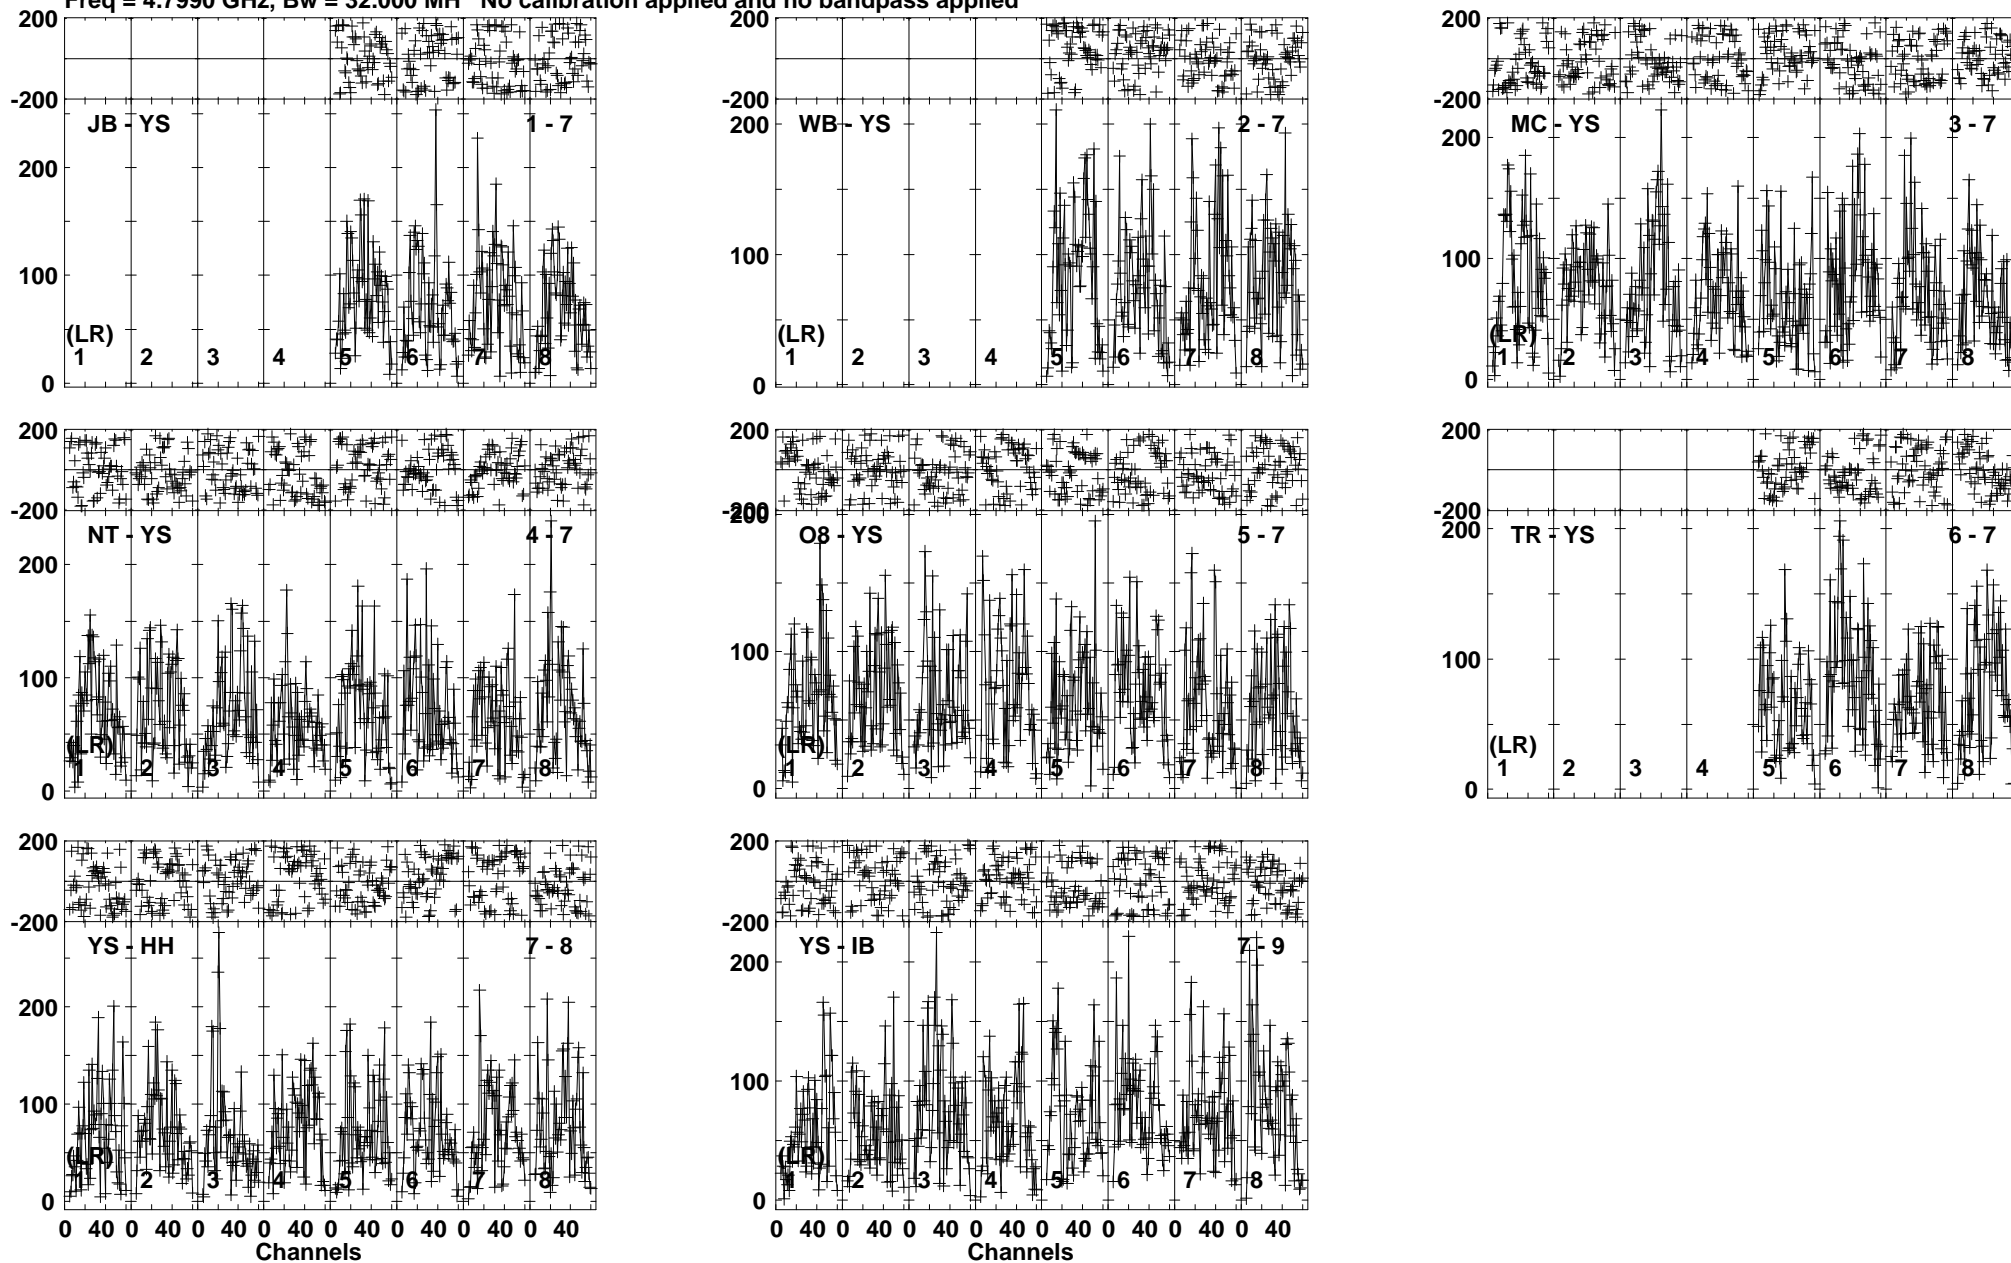 Freq = 4.7990 GHz, Bw = 32.000 MH No calibration applied and no bandpass applied
200
-200
JB - YS
1 - 7
200
100
0
(LR)
1 2 3 4 5 6 7 8
200
-200
WB - YS
2 - 7
200
100
0
(LR)
1 2 3 4 5 6 7 8
200
-200
MC - YS
3 - 7
200
100
0
(LR)
1 2 3 4 5 6 7 8
200
-200
NT - YS
4 - 7
200
100
0
(LR)
1 2 3 4 5 6 7 8
200
-200
O8 - YS
5 - 7
200
100
0
(LR)
1 2 3 4 5 6 7 8
200
-200
TR - YS
6 - 7
200
100
0
(LR)
1 2 3 4 5 6 7 8
200
-200
YS - HH
7 - 8
200
100
0
(LR)
1 2 3 4 5 6 7 8
0 40 0 40 0 40 0 40 0 40 0 40 0 40 0 40
Channels
200
-200
YS - IB
7 - 9
200
100
0
(LR)
1 2 3 4 5 6 7 8
0 40 0 40 0 40 0 40 0 40 0 40 0 40 0 40
Channels